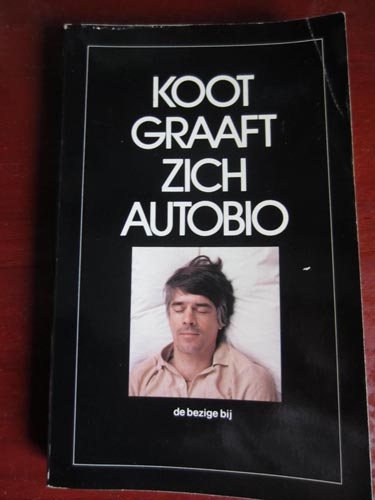 KOOT
GRAAFT
ZICH
AUTOBIO
de bezige bij